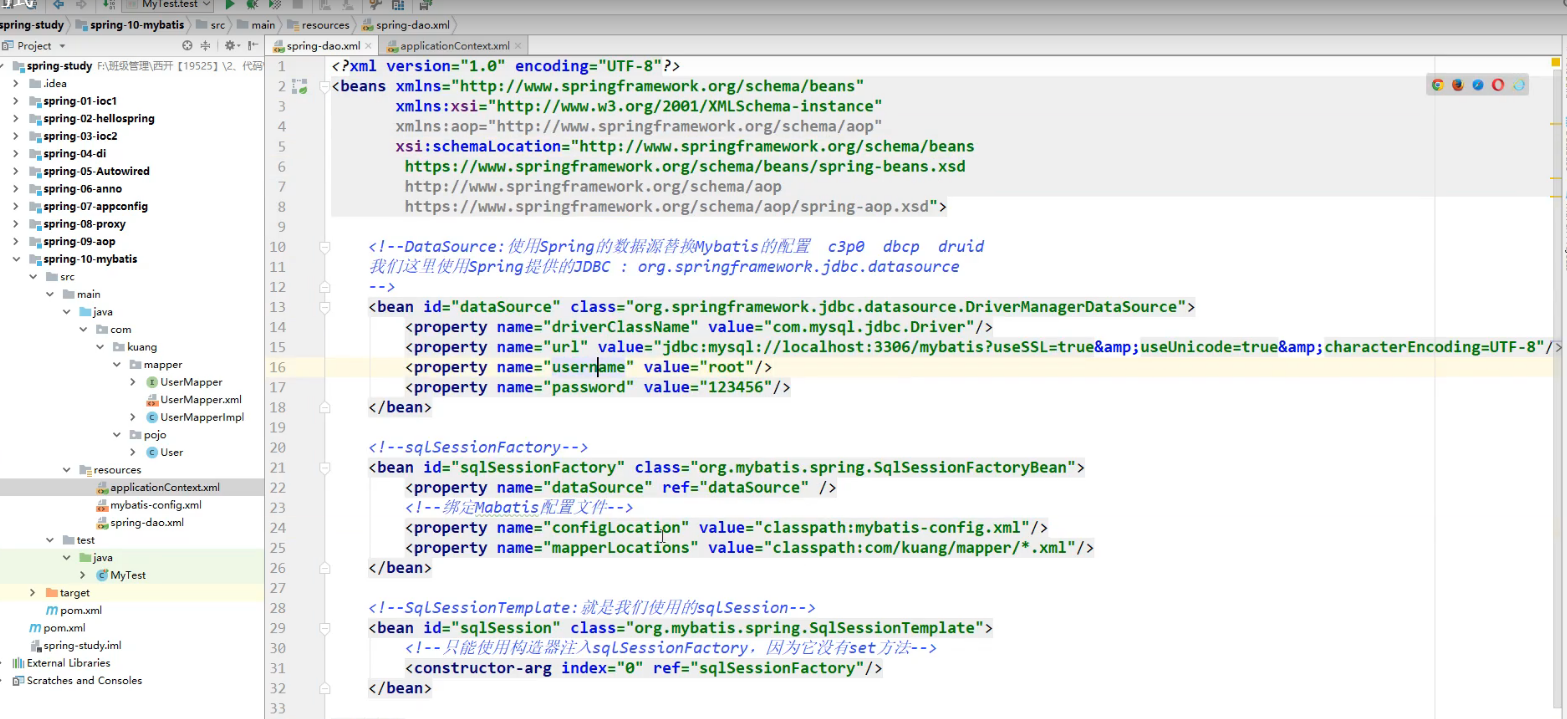 MyTest.test
spring-study spring-10-mybatis src main resources spring-dao.xml
Project
spring-dao.xml applicationContext.xml
spring-study F:\班级管理\西开【19525】\2、代码
.idea
spring-01-ioc1
spring-02-hellospring
spring-03-ioc2
spring-04-di
spring-05-Autowired
spring-06-anno
spring-07-appconfig
spring-08-proxy
spring-09-aop
spring-10-mybatis
src
main
java
com
kuang
mapper
UserMapper
UserMapper.xml
UserMapperImpl
pojo
User
resources
applicationContext.xml
mybatis-config.xml
spring-dao.xml
test
java
MyTest
target
pom.xml
pom.xml
spring-study.iml
External Libraries
Scratches and Consoles
1 <?xml version="1.0" encoding="UTF-8"?>
2 <beans xmlns="http://www.springframework.org/schema/beans"
3 xmlns:xsi="http://www.w3.org/2001/XMLSchema-instance"
4 xmlns:aop="http://www.springframework.org/schema/aop"
5 xsi:schemaLocation="http://www.springframework.org/schema/beans
6 https://www.springframework.org/schema/beans/spring-beans.xsd
7 http://www.springframework.org/schema/aop
8 https://www.springframework.org/schema/aop/spring-aop.xsd">
9
10 <!--DataSource:使用Spring的数据源替换Mybatis的配置 c3p0 dbcp druid
11 我们这里使用Spring提供的JDBC : org.springframework.jdbc.datasource
12 -->
13 <bean id="dataSource" class="org.springframework.jdbc.datasource.DriverManagerDataSource">
14 <property name="driverClassName" value="com.mysql.jdbc.Driver"/>
15 <property name="url" value="jdbc:mysql://localhost:3306/mybatis?useSSL=true&amp;useUnicode=true&amp;characterEncoding=UTF-8"/>
16 <property name="username" value="root"/>
17 <property name="password" value="123456"/>
18 </bean>
19
20 <!--sqlSessionFactory-->
21 <bean id="sqlSessionFactory" class="org.mybatis.spring.SqlSessionFactoryBean">
22 <property name="dataSource" ref="dataSource" />
23 <!--绑定Mabatis配置文件-->
24 <property name="configLocation" value="classpath:mybatis-config.xml"/>
25 <property name="mapperLocations" value="classpath:com/kuang/mapper/*.xml"/>
26 </bean>
27
28 <!--SqlSessionTemplate:就是我们使用的sqlSession-->
29 <bean id="sqlSession" class="org.mybatis.spring.SqlSessionTemplate">
30 <!--只能使用构造器注入sqlSessionFactory，因为它没有set方法-->
31 <constructor-arg index="0" ref="sqlSessionFactory"/>
32 </bean>
33